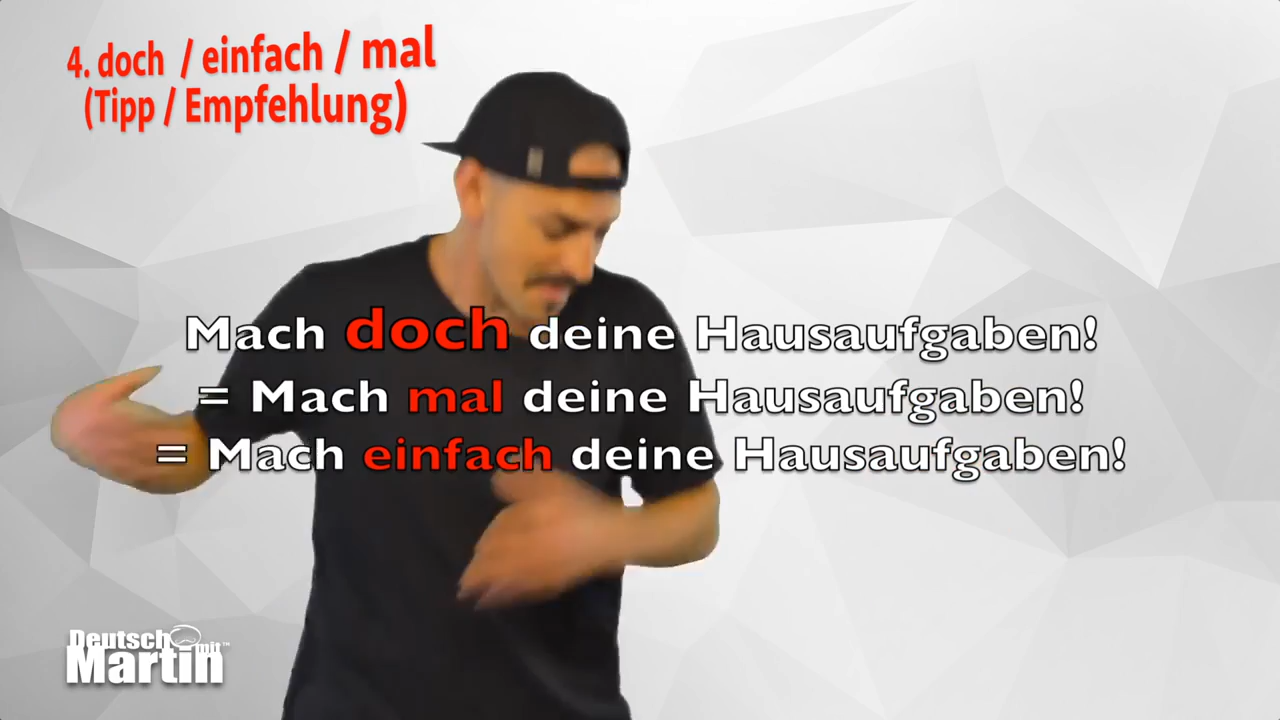 4. doch / einfach / mal
(Tipp / Empfehlung)
Mach doch deine Hausaufgaben!
= Mach mal deine Hausaufgaben!
= Mach einfach deine Hausaufgaben!
Deutsch mit™
Martin